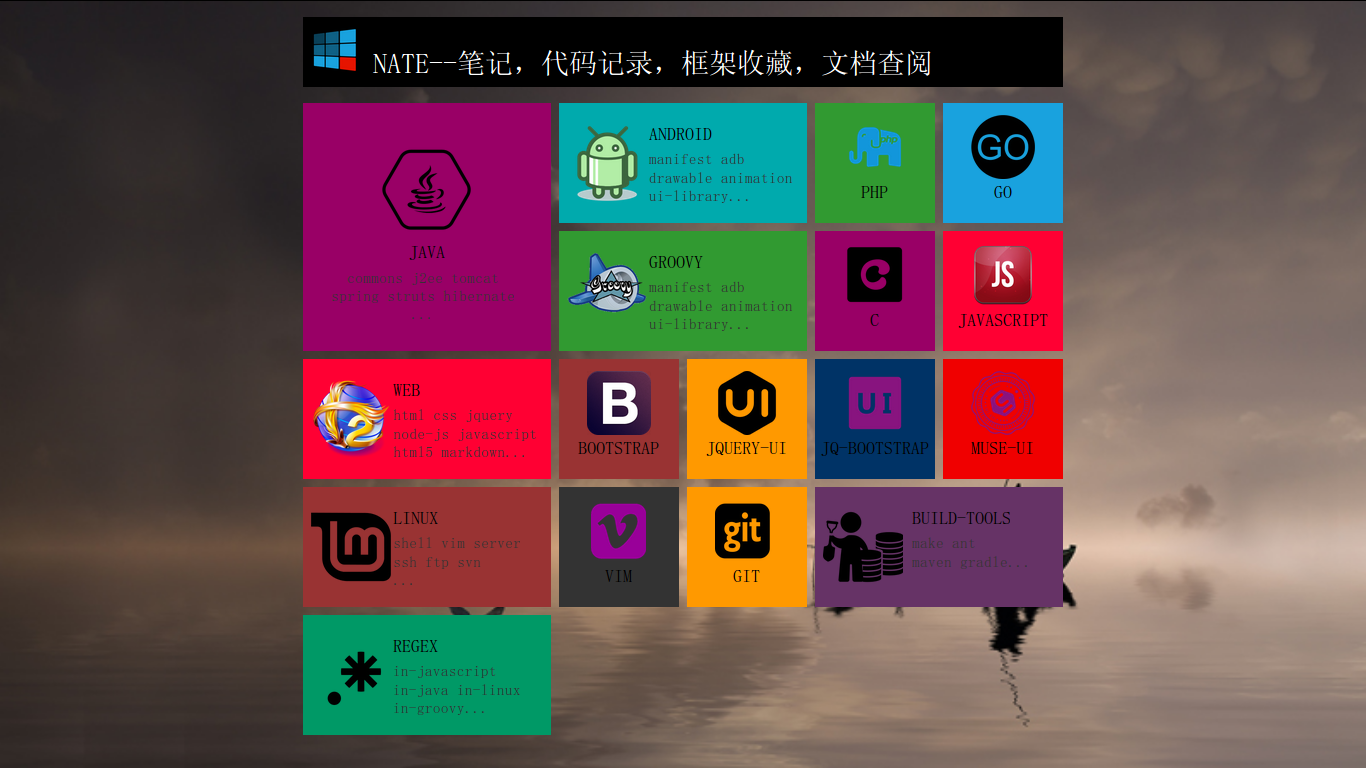 NATE--笔记，代码记录，框架收藏，文档查阅
JAVA
commons j2ee tomcat
spring struts hibernate
...
ANDROID
manifest adb
drawable animation
ui-library...
PHP
GO
GO
Groovy
GROOVY
manifest adb
drawable animation
ui-library...
C
C
JS
JAVASCRIPT
WEB
html css jquery
node-js javascript
html5 markdown...
B
BOOTSTRAP
UI
JQUERY-UI
UI
JQ-BOOTSTRAP
MUSE-UI
LINUX
shell vim server
ssh ftp svn
...
V
VIM
git
GIT
BUILD-TOOLS
make ant
maven gradle...
REGEX
in-javascript
in-java in-linux
in-groovy...